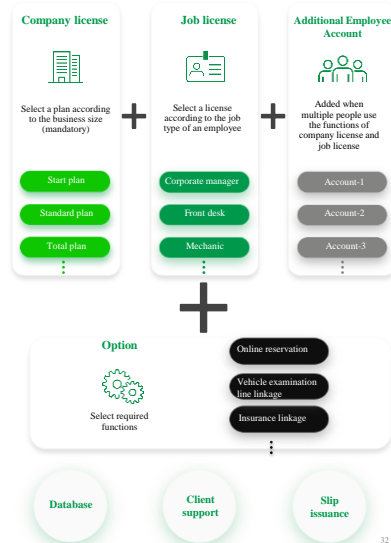 Company license
Select a plan according
to the business size
(mandatory)
Start plan
Standard plan
Total plan
Job license
Select a license
according to the job
type of an employee
Corporate manager
Front desk
Mechanic
Additional Employee
Account
Added when
multiple people use
the functions of
company license and
job license
Account-1
Account-2
Account-3
Option
Select required
functions
Online reservation
Vehicle examination
line linkage
Insurance linkage
Database
Client
support
Slip
issuance
32